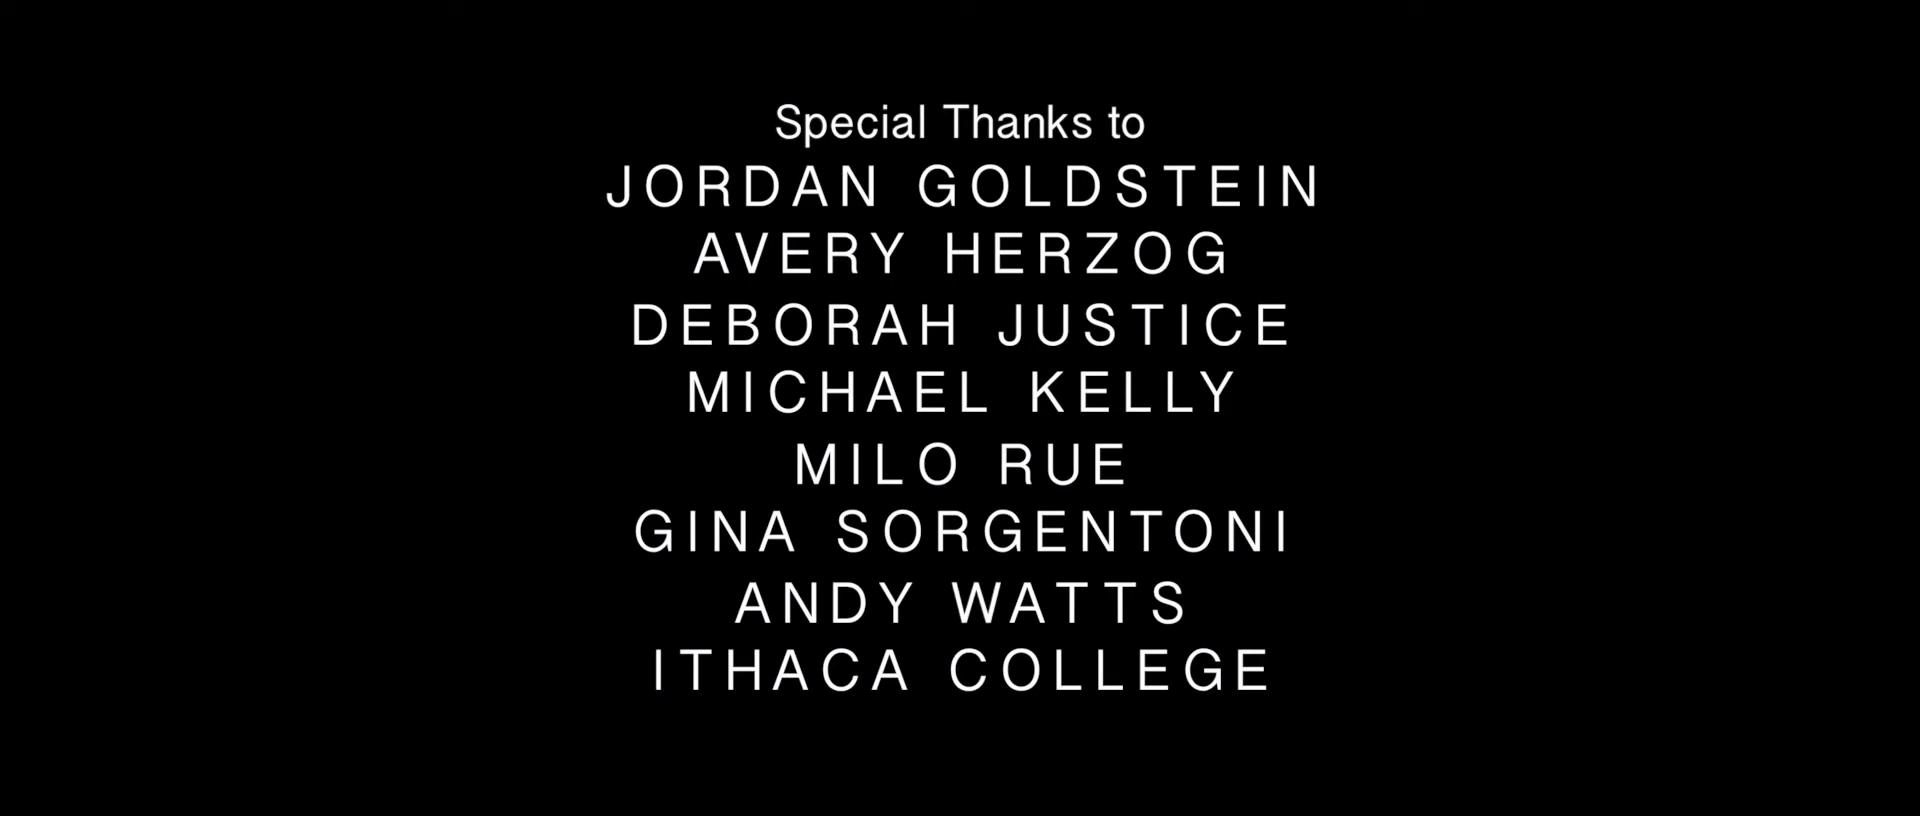 Special Thanks to
JORDAN GOLDSTEIN
AVERY HERZOG
DEBORAH JUSTICE
MICHAEL KELLY
MILO RUE
GINA SORGENTONI
ANDY WATTS
ITHACA COLLEGE